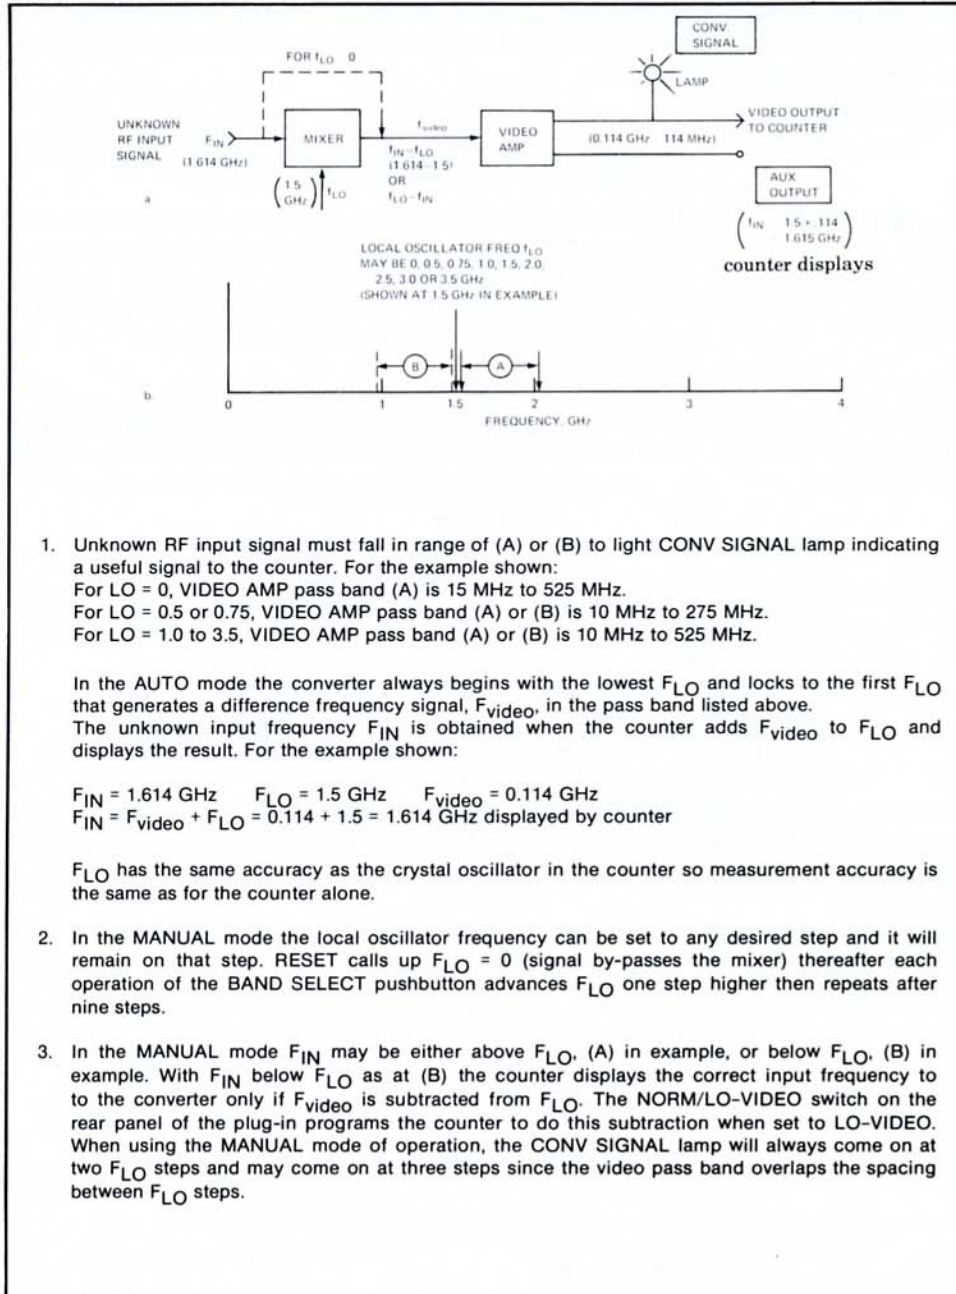 CONV
SIGNAL
FOR fLO 0
LAMP
UNKNOWN
RF INPUT
SIGNAL
FIN
(1 614 GHz)
MIXER
fvideo
fIN–fLO
(1.614–1.5)
OR
fLO–fIN
VIDEO
AMP
(0.114 GHz 114 MHz)
VIDEO OUTPUT
TO COUNTER
(1.5
GHz) fLO
a
AUX
OUTPUT
(fIN 1.5 + .114
1.615 GHz)
counter displays
LOCAL OSCILLATOR FREQ fLO
MAY BE 0, 0.5, 0.75, 1.0, 1.5, 2.0,
2.5, 3.0 OR 3.5 GHz
(SHOWN AT 1.5 GHz IN EXAMPLE)
B
A
b
0 1 1.5 2 3 4
FREQUENCY, GHz
1. Unknown RF input signal must fall in range of (A) or (B) to light CONV SIGNAL lamp indicating
a useful signal to the counter. For the example shown:
For LO = 0, VIDEO AMP pass band (A) is 15 MHz to 525 MHz.
For LO = 0.5 or 0.75, VIDEO AMP pass band (A) or (B) is 10 MHz to 275 MHz.
For LO = 1.0 to 3.5, VIDEO AMP pass band (A) or (B) is 10 MHz to 525 MHz.
In the AUTO mode the converter always begins with the lowest FLO and locks to the first FLO
that generates a difference frequency signal, Fvideo, in the pass band listed above.
The unknown input frequency FIN is obtained when the counter adds Fvideo to FLO and
displays the result. For the example shown:
FIN = 1.614 GHz FLO = 1.5 GHz Fvideo = 0.114 GHz
FIN = Fvideo + FLO = 0.114 + 1.5 = 1.614 GHz displayed by counter
FLO has the same accuracy as the crystal oscillator in the counter so measurement accuracy is
the same as for the counter alone.
2. In the MANUAL mode the local oscillator frequency can be set to any desired step and it will
remain on that step. RESET calls up FLO = 0 (signal by-passes the mixer) thereafter each
operation of the BAND SELECT pushbutton advances FLO one step higher then repeats after
nine steps.
3. In the MANUAL mode FIN may be either above FLO, (A) in example, or below FLO, (B) in
example. With FIN below FLO as at (B) the counter displays the correct input frequency to
to the converter only if Fvideo is subtracted from FLO. The NORM/LO–VIDEO switch on the
rear panel of the plug-in programs the counter to do this subtraction when set to LO–VIDEO.
When using the MANUAL mode of operation, the CONV SIGNAL lamp will always come on at
two FLO steps and may come on at three steps since the video pass band overlaps the spacing
between FLO steps.